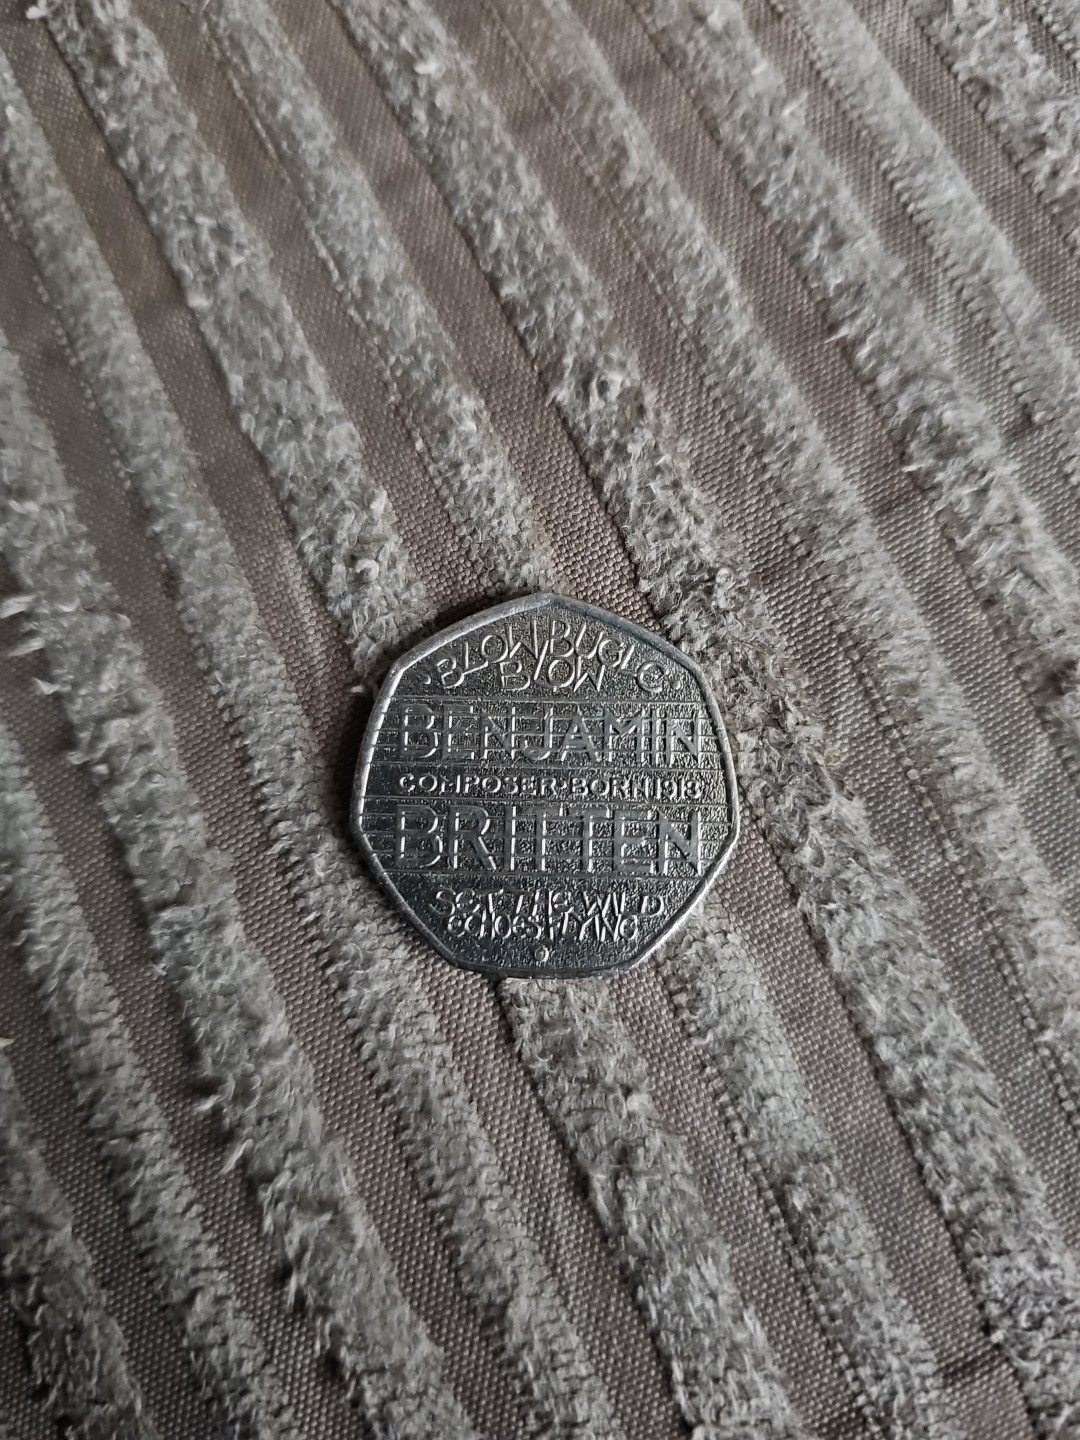 BLOW BUGLE
BLOW
BENJAMIN
COMPOSER·BORN 1913
BRITTEN
SET THE WILD
ECHOES FLYING